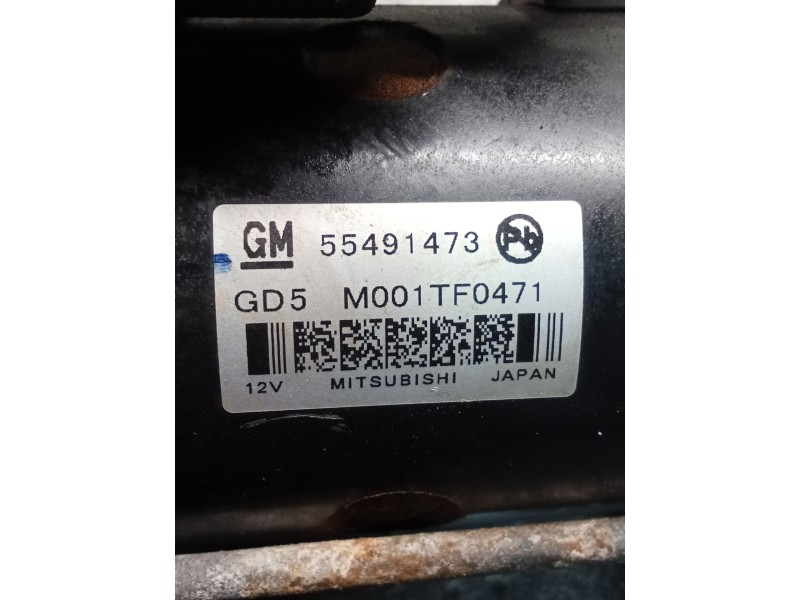 GM 55491473 Pb
GD5 M001TF0471
12V MITSUBISHI JAPAN